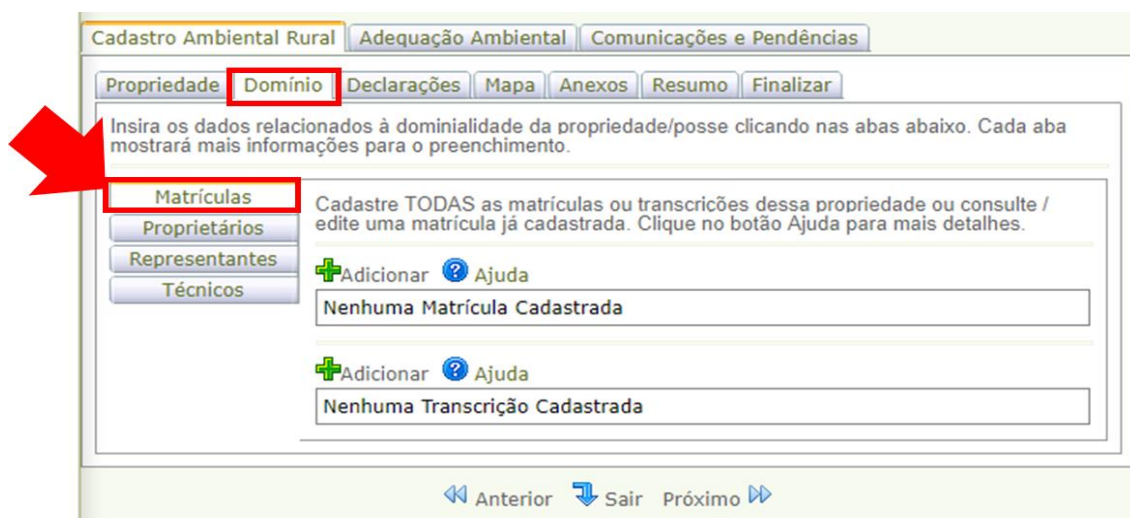 Cadastro Ambiental Rural Adequação Ambiental Comunicações e Pendências
Propriedade Domínio Declarações Mapa Anexos Resumo Finalizar
Insira os dados relacionados à dominialidade da propriedade/posse clicando nas abas abaixo. Cada aba
mostrará mais informações para o preenchimento.
Matrículas
Proprietários
Representantes
Técnicos
Cadastre TODAS as matrículas ou transcrições dessa propriedade ou consulte /
edite uma matrícula já cadastrada. Clique no botão Ajuda para mais detalhes.
Adicionar Ajuda
Nenhuma Matrícula Cadastrada
Adicionar Ajuda
Nenhuma Transcrição Cadastrada
Anterior Sair Próximo